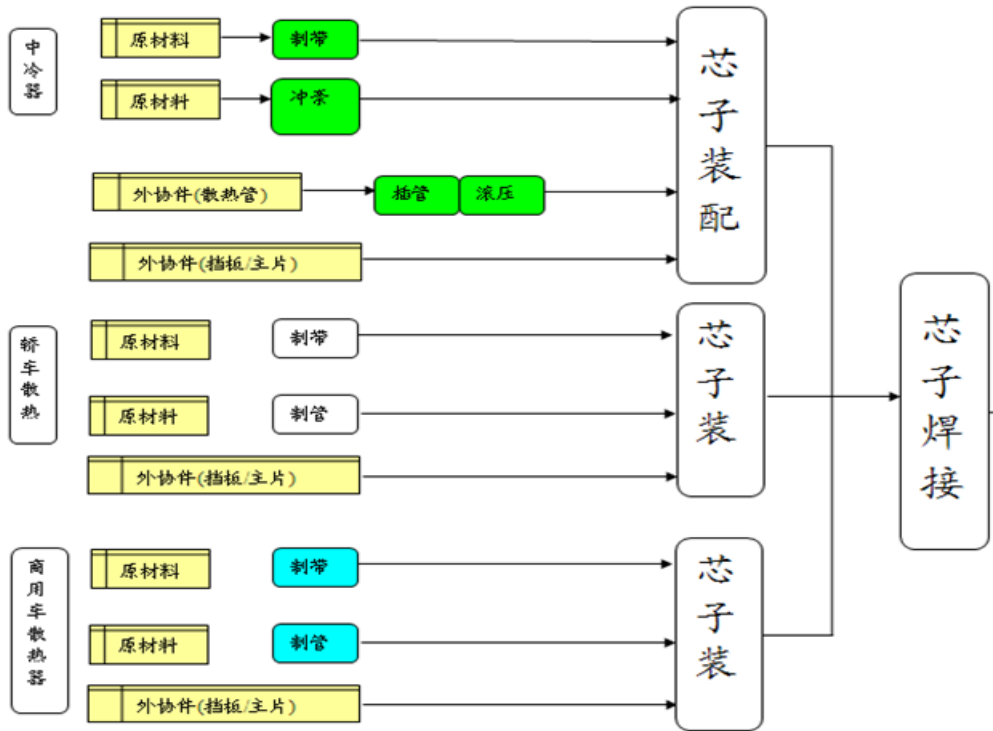 中冷器
原材料
制带
原材料
外协件(散热管)
插管
滚压
外协件(挡板/主片)
芯子装配
轿车散热
原材料
制带
原材料
制管
外协件(挡板/主片)
芯子装
商用车散热器
原材料
制带
原材料
制管
外协件(挡板/主片)
芯子装
芯子焊接